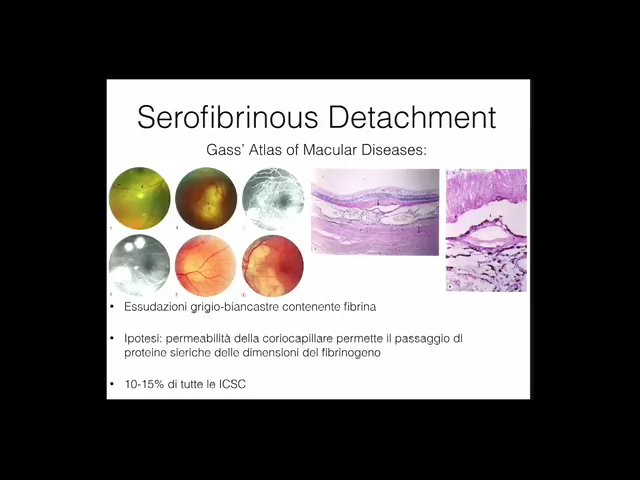 Serofibrinous Detachment
Gass' Atlas of Macular Diseases:
• Essudazioni grigio-biancastre contenente fibrina
• Ipotesi: permeabilità della coriocapillare permette il passaggio di
proteine sieriche delle dimensioni del fibrinogeno
• 10-15% di tutte le ICSC